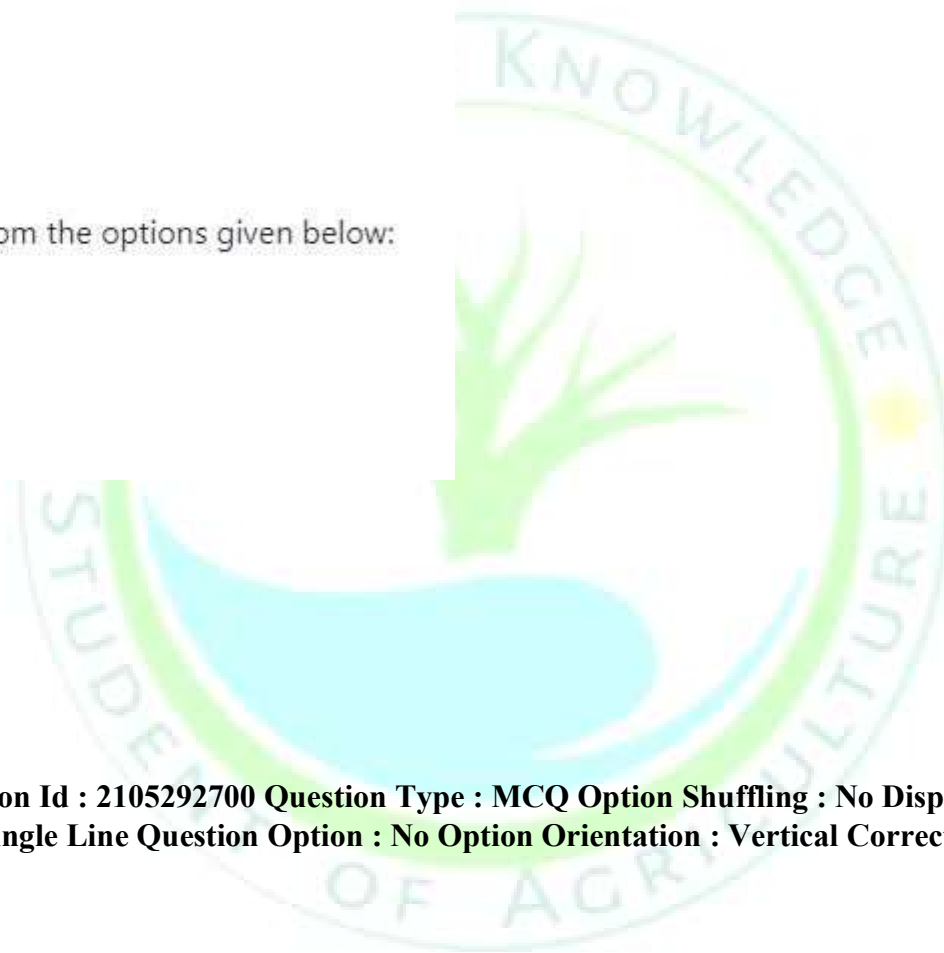 KNOWLEDGE
om the options given below:
STUDENT OF AGRICULTURE
on Id : 2105292700 Question Type : MCQ Option Shuffling : No Disp
ngle Line Question Option : No Option Orientation : Vertical Correc